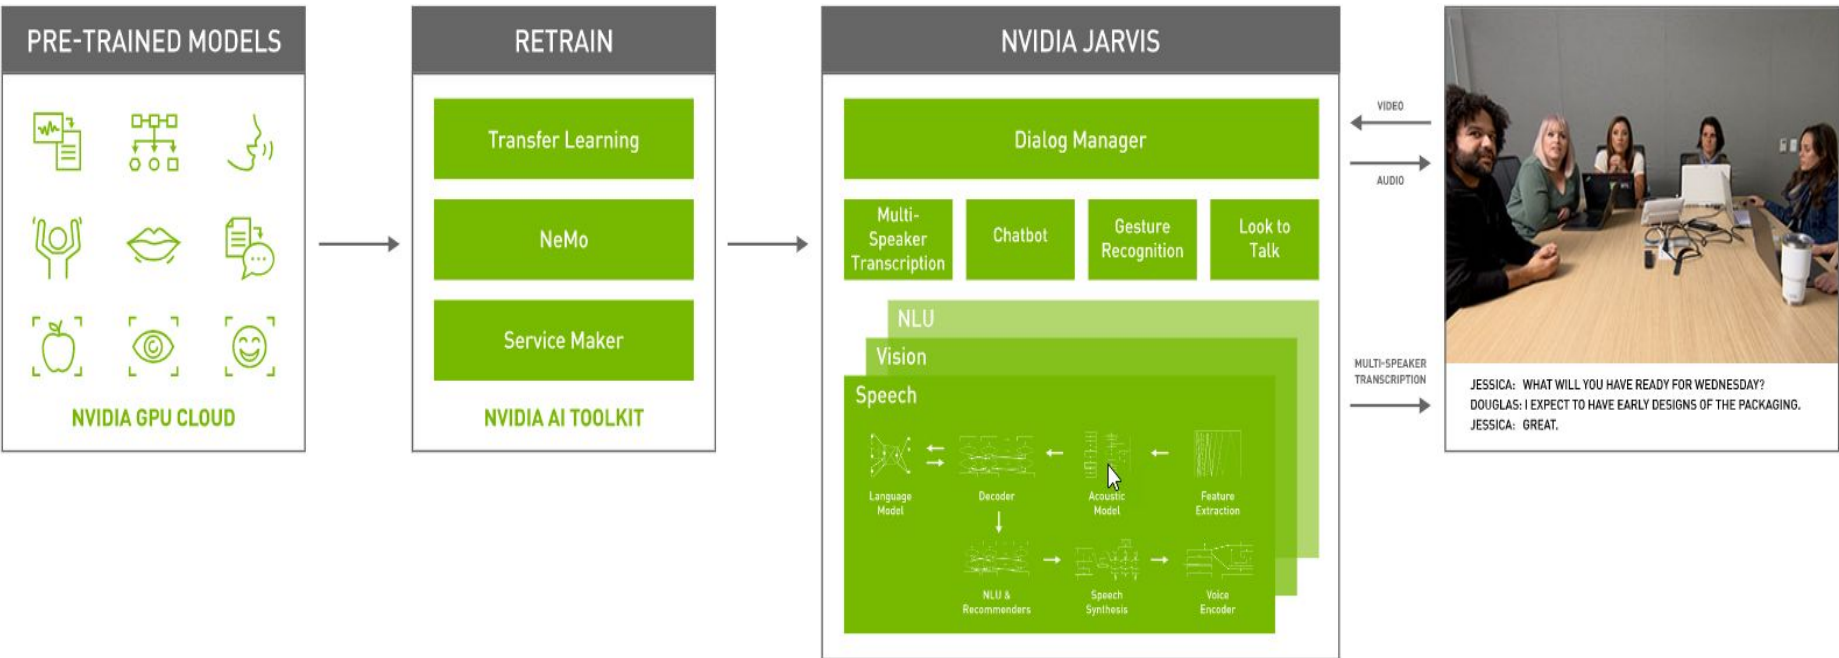 PRE-TRAINED MODELS
NVIDIA GPU CLOUD
RETRAIN
Transfer Learning
NeMo
Service Maker
NVIDIA AI TOOLKIT
NVIDIA JARVIS
Dialog Manager
Multi-
Speaker
Transcription
Chatbot
Gesture
Recognition
Look to
Talk
NLU
Vision
Speech
Language
Model
Decoder
Acoustic
Model
Feature
Extraction
NLU &
Recommenders
Speech
Synthesis
Voice
Encoder
VIDEO
AUDIO
MULTI-SPEAKER
TRANSCRIPTION
JESSICA: WHAT WILL YOU HAVE READY FOR WEDNESDAY?
DOUGLAS: I EXPECT TO HAVE EARLY DESIGNS OF THE PACKAGING.
JESSICA: GREAT.